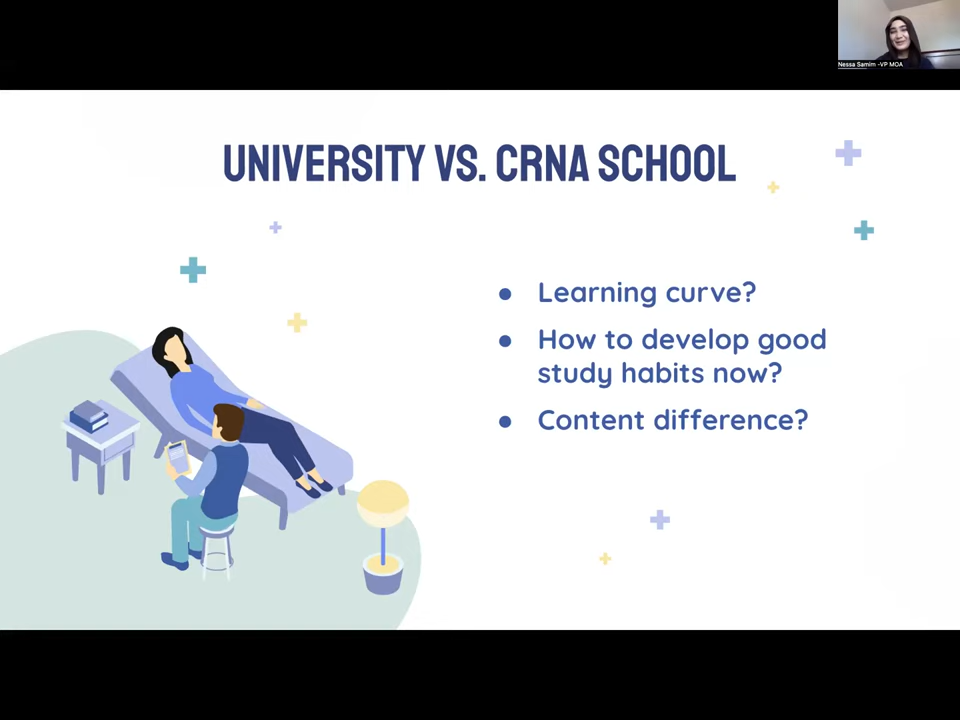 Nessa Samim -VP MOA
UNIVERSITY VS. CRNA SCHOOL
● Learning curve?
● How to develop good
study habits now?
● Content difference?